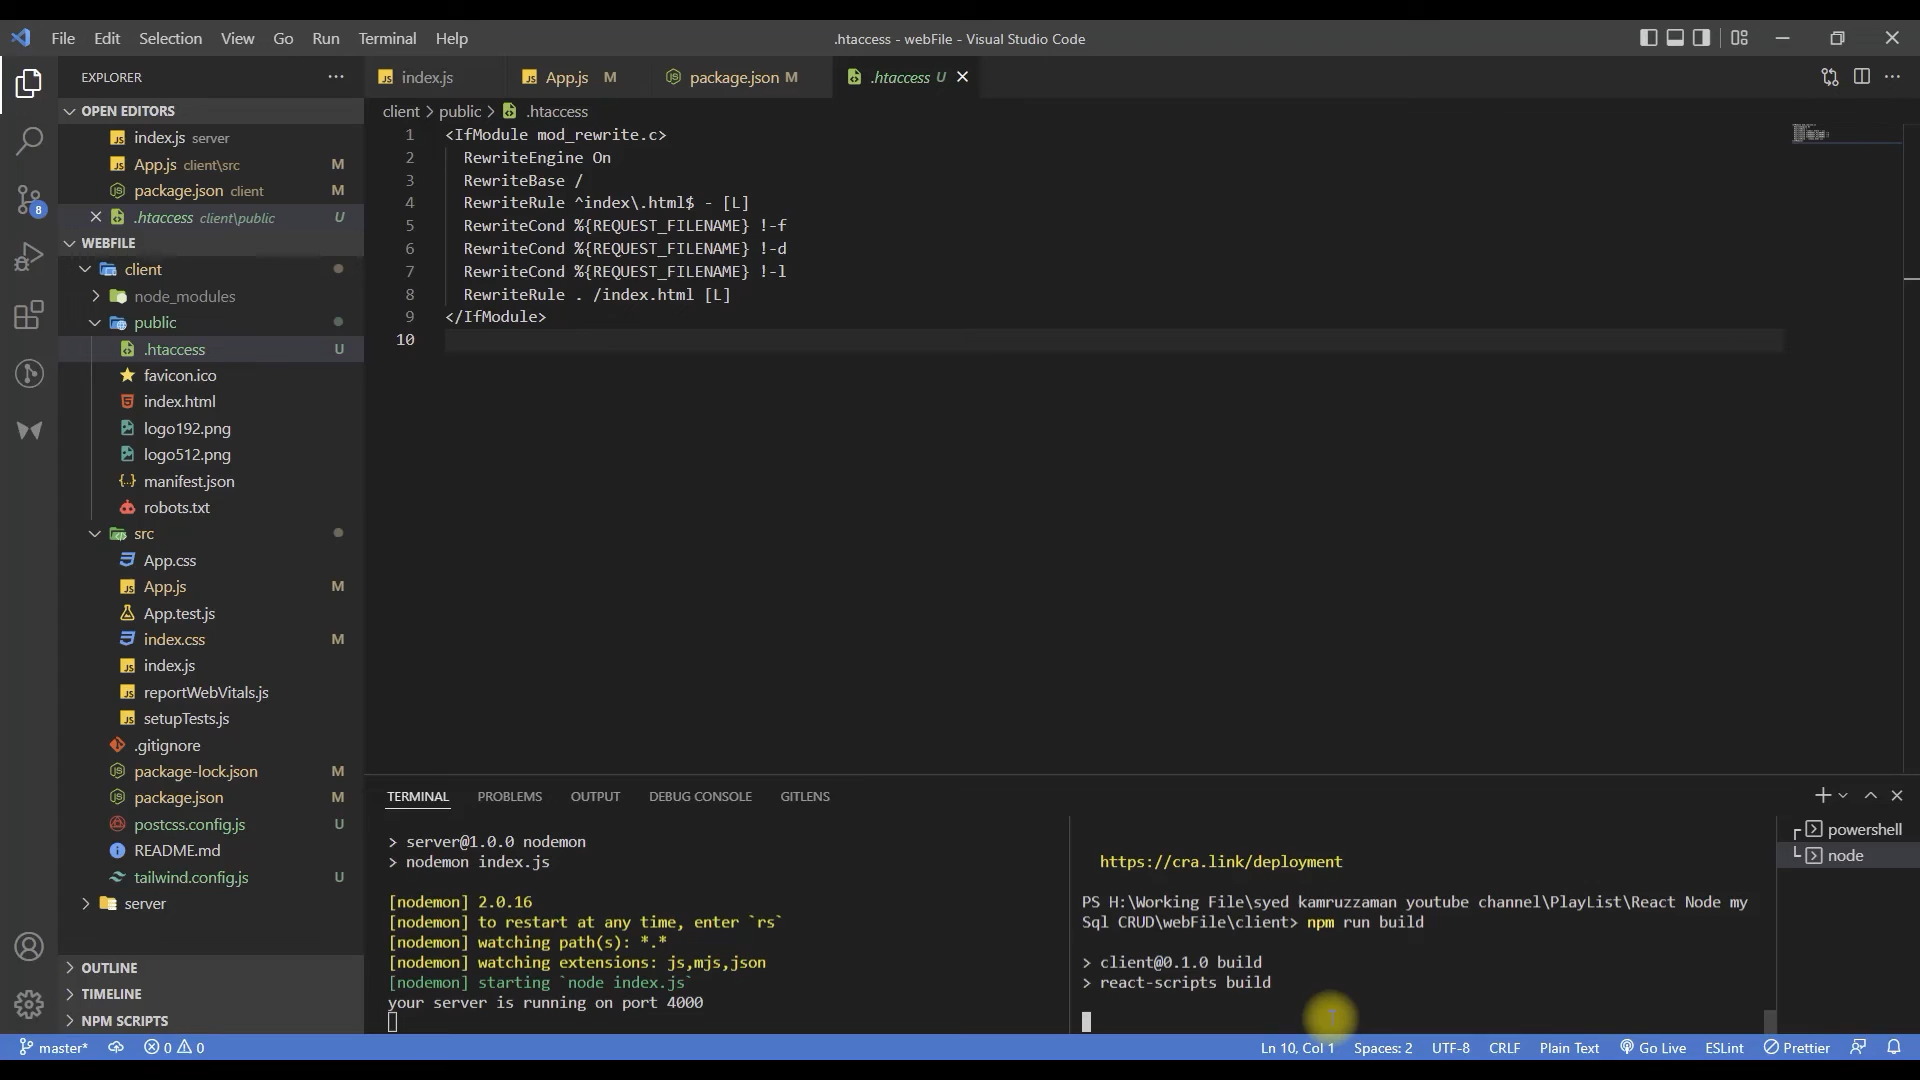 File Edit Selection View Go Run Terminal Help
.htaccess - webFile - Visual Studio Code
EXPLORER
OPEN EDITORS
index.js server
App.js client\src M
package.json client M
.htaccess client\public U
WEBFILE
client
node_modules
public
.htaccess U
favicon.ico
index.html
logo192.png
logo512.png
manifest.json
robots.txt
src
App.css
App.js M
App.test.js
index.css M
index.js
reportWebVitals.js
setupTests.js
.gitignore
package-lock.json M
package.json M
postcss.config.js U
README.md
tailwind.config.js U
server
OUTLINE
TIMELINE
NPM SCRIPTS
8
index.js App.js M package.json M .htaccess U
client > public > .htaccess
1 <IfModule mod_rewrite.c>
2 RewriteEngine On
3 RewriteBase /
4 RewriteRule ^index\.html$ - [L]
5 RewriteCond %{REQUEST_FILENAME} !-f
6 RewriteCond %{REQUEST_FILENAME} !-d
7 RewriteCond %{REQUEST_FILENAME} !-l
8 RewriteRule . /index.html [L]
9 </IfModule>
10
TERMINAL PROBLEMS OUTPUT DEBUG CONSOLE GITLENS
> server@1.0.0 nodemon
> nodemon index.js
[nodemon] 2.0.16
[nodemon] to restart at any time, enter `rs`
[nodemon] watching path(s): *.*
[nodemon] watching extensions: js,mjs,json
[nodemon] starting `node index.js`
your server is running on port 4000
https://cra.link/deployment
PS H:\Working File\syed kamruzzaman youtube channel\PlayList\React Node my
Sql CRUD\webFile\client> npm run build
> client@0.1.0 build
> react-scripts build
powershell
node
master* 0 0 Ln 10, Col 1 Spaces: 2 UTF-8 CRLF Plain Text Go Live ESLint Prettier